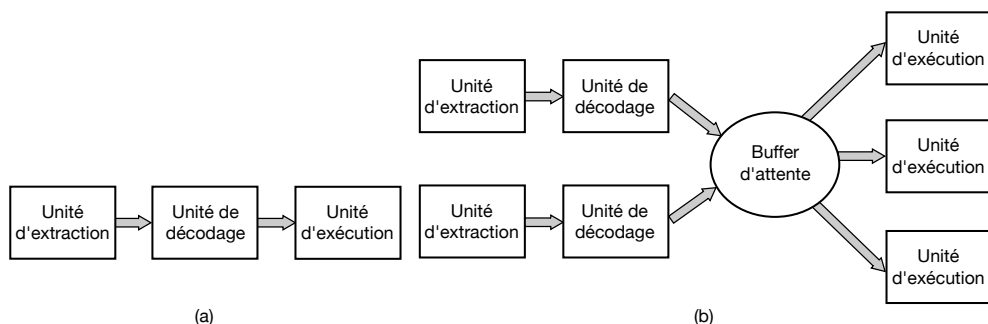 Unité
d'extraction
Unité de
décodage
Unité
d'exécution
(a)
Unité
d'extraction
Unité de
décodage
Unité
d'extraction
Unité de
décodage
Buffer
d'attente
Unité
d'exécution
Unité
d'exécution
Unité
d'exécution
(b)